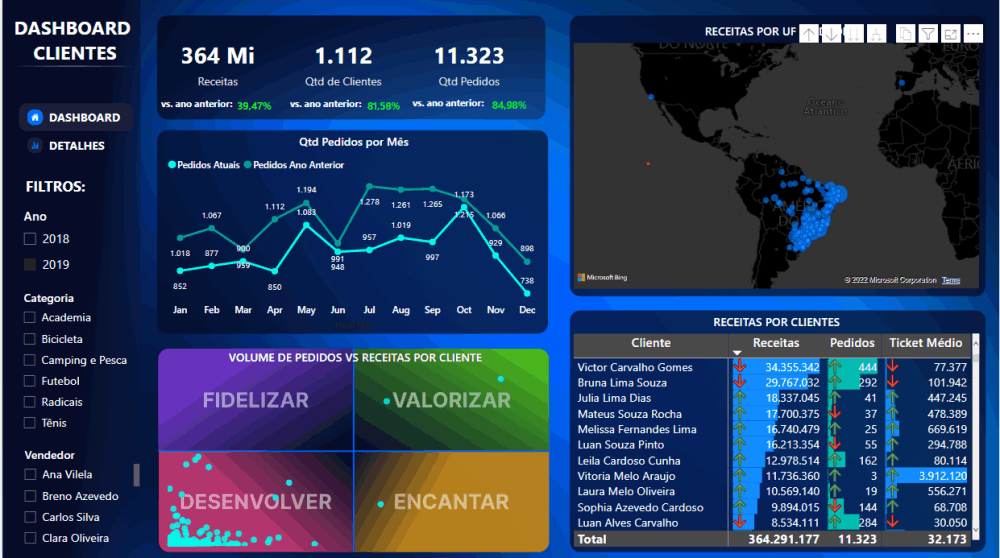 DASHBOARD
CLIENTES
DASHBOARD
DETALHES
FILTROS:
Ano
2018
2019
Categoria
Academia
Bicicleta
Camping e Pesca
Futebol
Radicais
Tênis
Vendedor
Ana Vilela
Breno Azevedo
Carlos Silva
Clara Oliveira
364 Mi
Receitas
vs. ano anterior: 39,47%
1.112
Qtd de Clientes
vs. ano anterior: 81,58%
11.323
Qtd Pedidos
vs. ano anterior: 84,98%
Qtd Pedidos por Mês
Pedidos Atuais Pedidos Ano Anterior
1.018 1.067 900 1.112 1.194 991 1.278 1.261 1.265 1.173 1.066 898
852 877 959 850 1.083 948 957 1.019 997 1.215 929 738
Jan Feb Mar Apr May Jun Jul Aug Sep Oct Nov Dec
VOLUME DE PEDIDOS VS RECEITAS POR CLIENTE
FIDELIZAR VALORIZAR
DESENVOLVER ENCANTAR
RECEITAS POR UF
DO NORTE
EURO
Oceano
Atlântico
Microsoft Bing
© 2022 Microsoft Corporation Terms
RECEITAS POR CLIENTES
Cliente Receitas Pedidos Ticket Médio
Victor Carvalho Gomes 34.355.342 444 77.377
Bruna Lima Souza 29.767.032 292 101.942
Julia Lima Dias 18.337.045 41 447.245
Mateus Souza Rocha 17.700.375 37 478.389
Melissa Fernandes Lima 16.740.479 25 669.619
Luan Souza Pinto 16.213.354 55 294.788
Leila Cardoso Cunha 12.978.514 162 80.114
Vitoria Melo Araujo 11.736.360 3 3.912.120
Laura Melo Oliveira 10.569.140 19 556.271
Sophia Azevedo Cardoso 9.894.015 144 68.708
Luan Alves Carvalho 8.534.111 284 30.050
Total 364.291.177 11.323 32.173